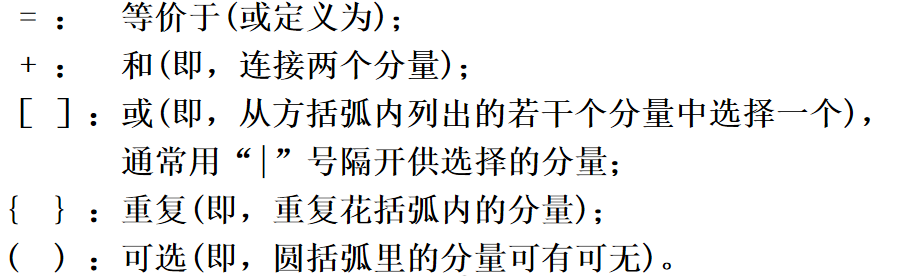 = ： 等价于(或定义为)；
+ ： 和(即，连接两个分量)；
[ ]：或(即，从方括弧内列出的若干个分量中选择一个)，
通常用“|”号隔开供选择的分量；
{ }：重复(即，重复花括弧内的分量)；
( )：可选(即，圆括弧里的分量可有可无)。